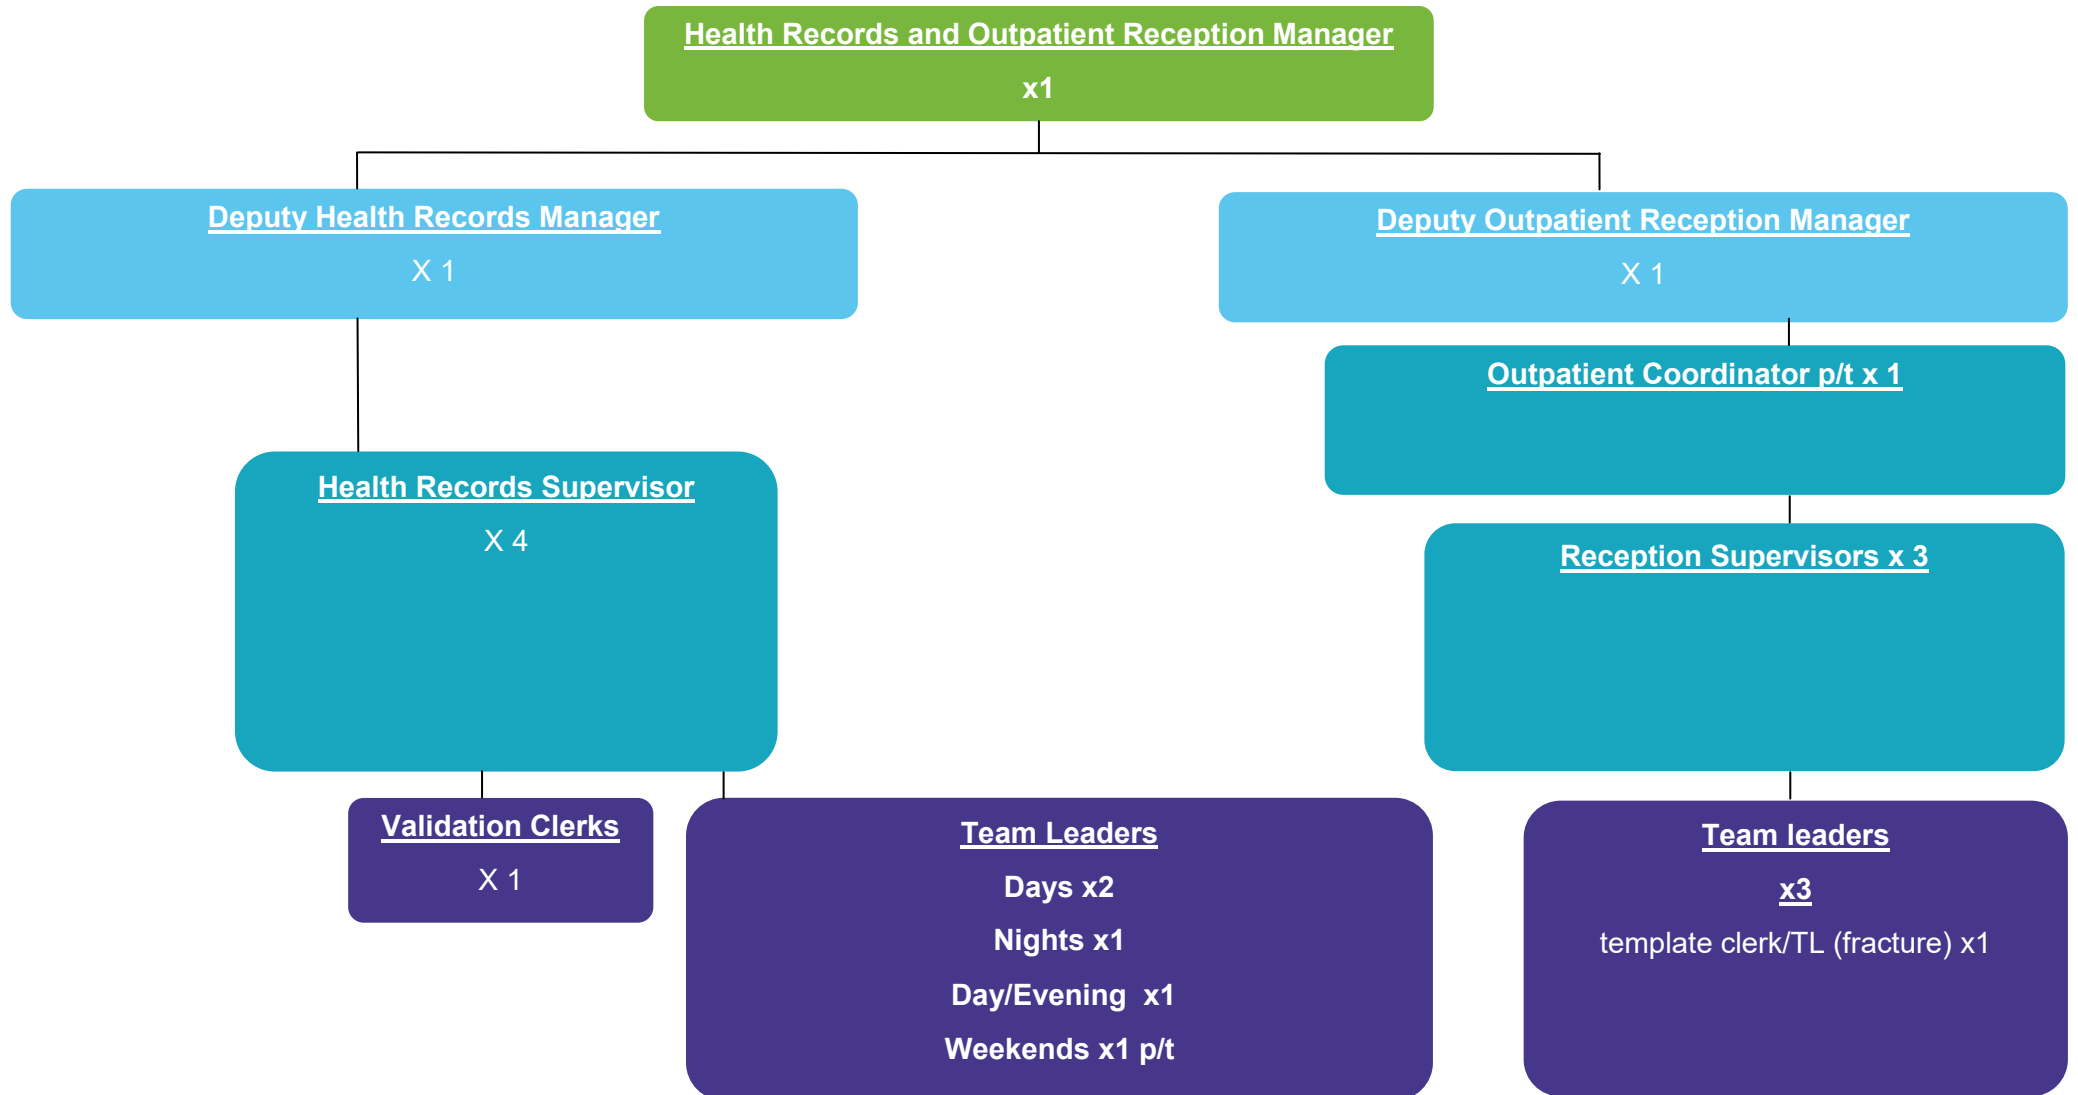 Health Records and Outpatient Reception Manager
x1
Deputy Health Records Manager
X 1
Deputy Outpatient Reception Manager
X 1
Outpatient Coordinator p/t x 1
Health Records Supervisor
X 4
Reception Supervisors x 3
Validation Clerks
X 1
Team Leaders
Days x2
Nights x1
Day/Evening  x1
Weekends x1 p/t
Team leaders
x3
template clerk/TL (fracture) x1